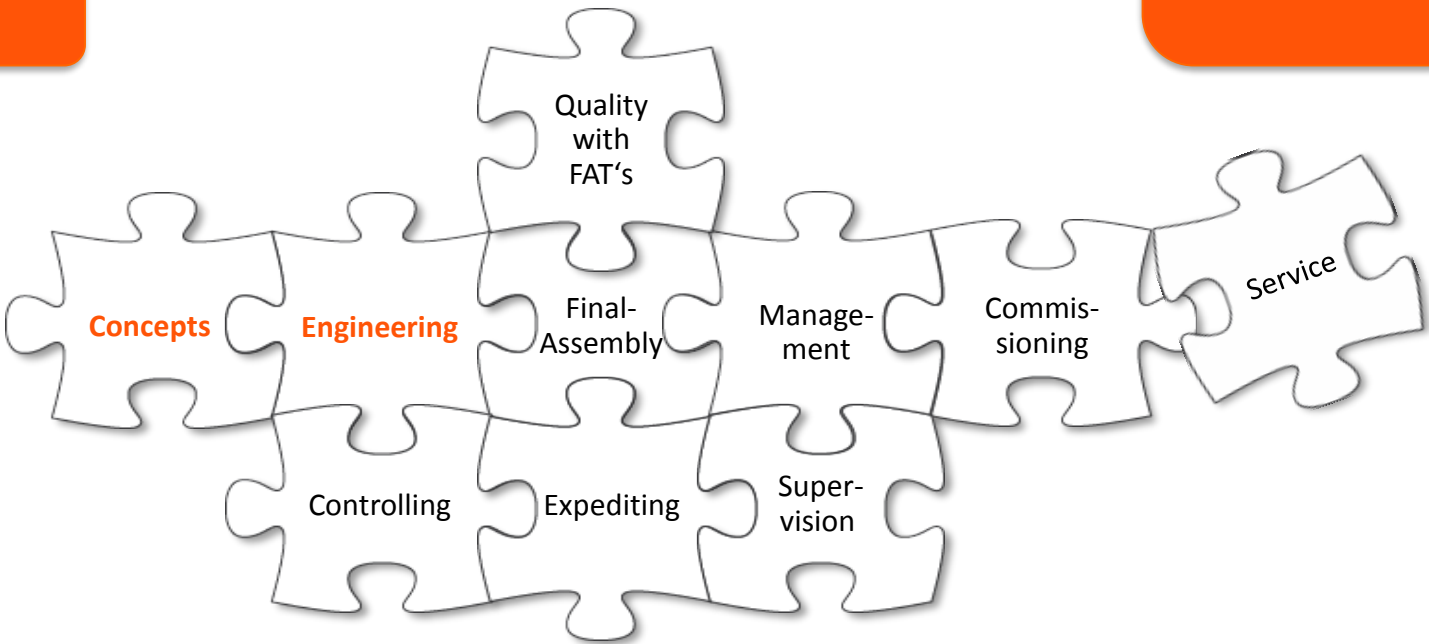 Quality
with
FAT‘s
Concepts
Engineering
Final-
Assembly
Manage-
ment
Commis-
sioning
Service
Controlling
Expediting
Super-
vision